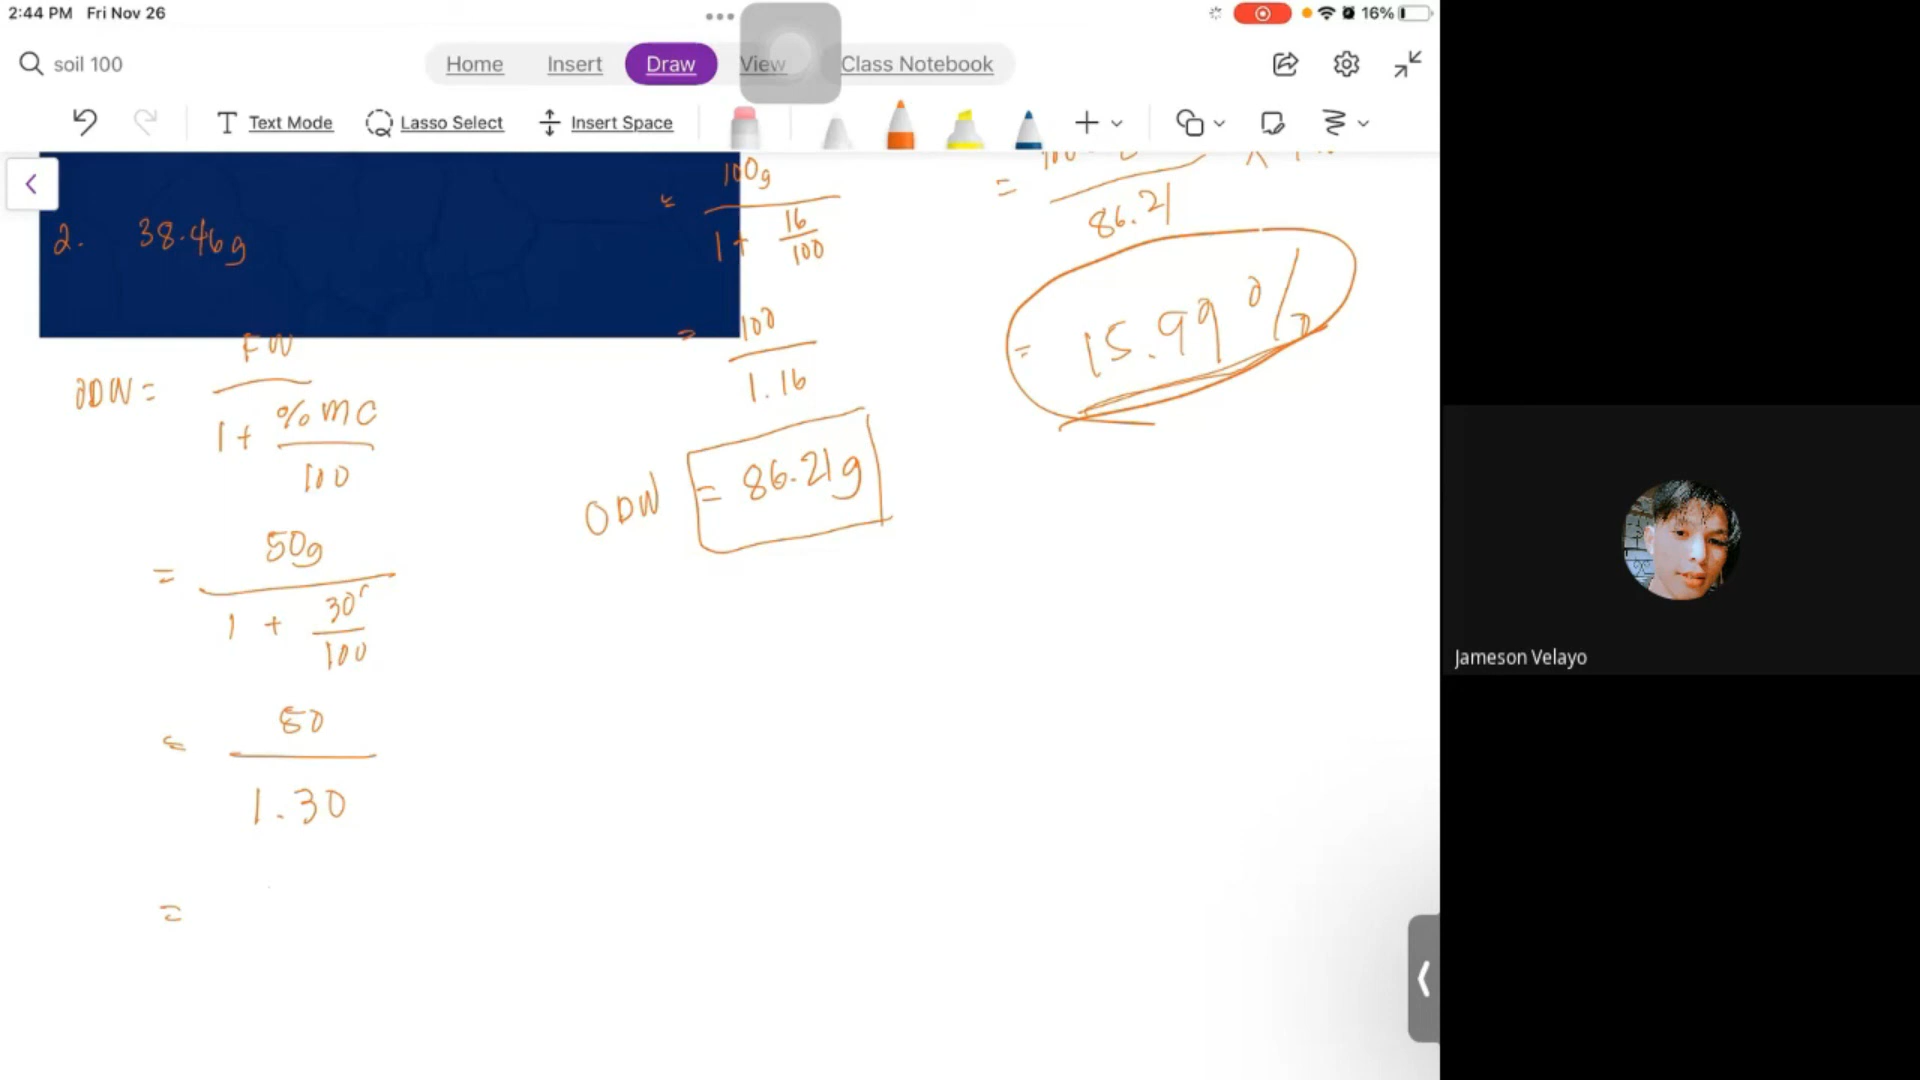 2:44 PM Fri Nov 26
16%
soil 100
Home Insert Draw View Class Notebook
Text Mode Lasso Select Insert Space
2. 38.46g
ODW = FW
1 + %MC
100
= 50g
1 + 30
100
= 50
1.30
=
= 100g
1 + 16
100
= 100
1.16
ODW = 86.21g
=
86.21
= 15.99%
Jameson Velayo